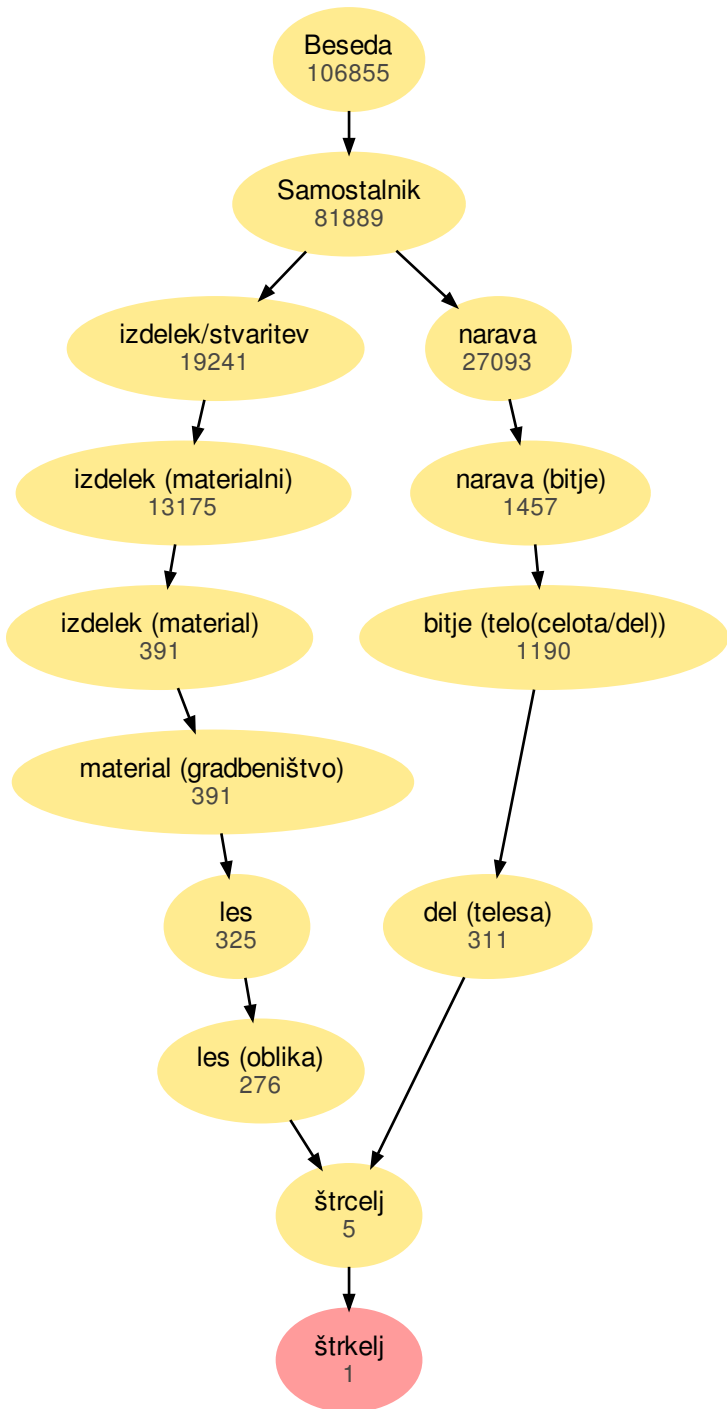 Beseda
106855
Samostalnik
81889
izdelek/stvaritev
19241
narava
27093
izdelek (materialni)
13175
narava (bitje)
1457
izdelek (material)
391
bitje (telo(celota/del))
1190
material (gradbeništvo)
391
les
325
del (telesa)
311
les (oblika)
276
štrcelj
5
štrkelj
1